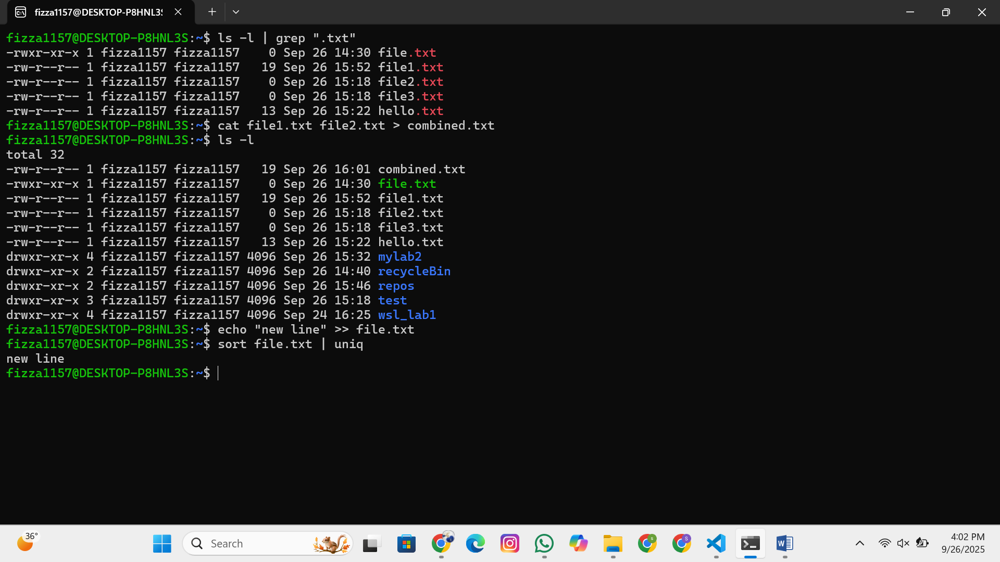 fizza1157@DESKTOP-P8HNL3S
fizza1157@DESKTOP-P8HNL3S:~$ ls -l | grep ".txt"
-rwxr-xr-x 1 fizza1157 fizza1157    0 Sep 26 14:30 file.txt
-rw-r--r-- 1 fizza1157 fizza1157   19 Sep 26 15:52 file1.txt
-rw-r--r-- 1 fizza1157 fizza1157    0 Sep 26 15:18 file2.txt
-rw-r--r-- 1 fizza1157 fizza1157    0 Sep 26 15:18 file3.txt
-rw-r--r-- 1 fizza1157 fizza1157   13 Sep 26 15:22 hello.txt
fizza1157@DESKTOP-P8HNL3S:~$ cat file1.txt file2.txt > combined.txt
fizza1157@DESKTOP-P8HNL3S:~$ ls -l
total 32
-rw-r--r-- 1 fizza1157 fizza1157   19 Sep 26 16:01 combined.txt
-rwxr-xr-x 1 fizza1157 fizza1157    0 Sep 26 14:30 file.txt
-rw-r--r-- 1 fizza1157 fizza1157   19 Sep 26 15:52 file1.txt
-rw-r--r-- 1 fizza1157 fizza1157    0 Sep 26 15:18 file2.txt
-rw-r--r-- 1 fizza1157 fizza1157    0 Sep 26 15:18 file3.txt
-rw-r--r-- 1 fizza1157 fizza1157   13 Sep 26 15:22 hello.txt
drwxr-xr-x 4 fizza1157 fizza1157 4096 Sep 26 15:32 mylab2
drwxr-xr-x 2 fizza1157 fizza1157 4096 Sep 26 14:40 recycleBin
drwxr-xr-x 2 fizza1157 fizza1157 4096 Sep 26 15:46 repos
drwxr-xr-x 3 fizza1157 fizza1157 4096 Sep 26 15:18 test
drwxr-xr-x 4 fizza1157 fizza1157 4096 Sep 24 16:25 wsl_lab1
fizza1157@DESKTOP-P8HNL3S:~$ echo "new line" >> file.txt
fizza1157@DESKTOP-P8HNL3S:~$ sort file.txt | uniq
new line
fizza1157@DESKTOP-P8HNL3S:~$
36°
Search
4:02 PM
9/26/2025